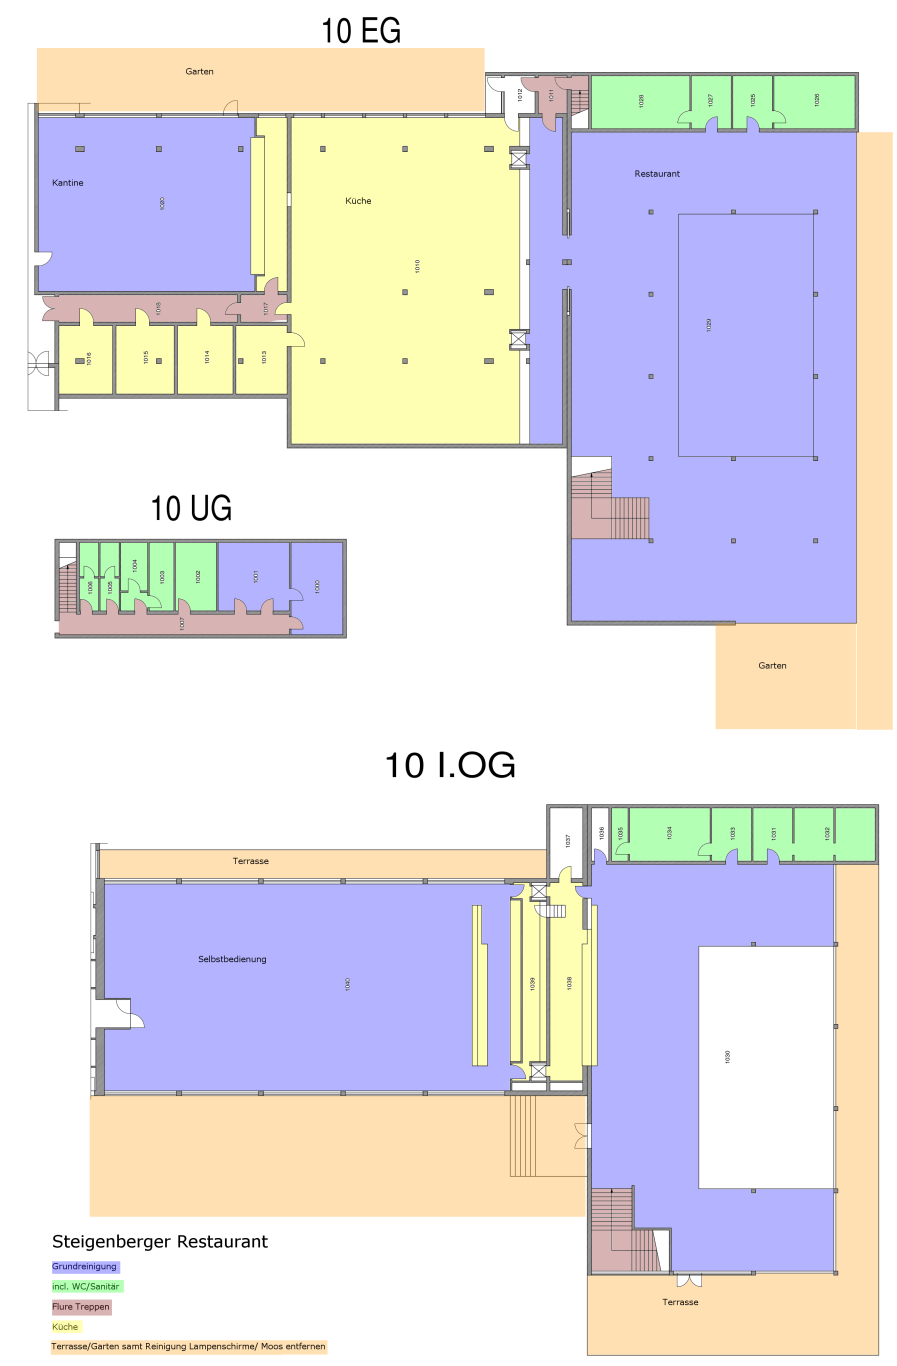 10 EG
Garten
1012
1011
1028
1027
1025
1026
Kantine
Restaurant
Küche
1020
1010
1018
1017
1029
1016
1015
1014
1013
10 UG
1006
1005
1004
1003
1002
1001
1000
1007
Garten
10 I.OG
1037
1036
1035
1034
1033
1031
1032
Terrasse
Selbstbedienung
1040
1039
1038
1030
Steigenberger Restaurant
Grundreinigung
incl. WC/Sanitär
Flure Treppen
Terrasse
Küche
Terrasse/Garten samt Reinigung Lampenschirme/ Moos entfernen